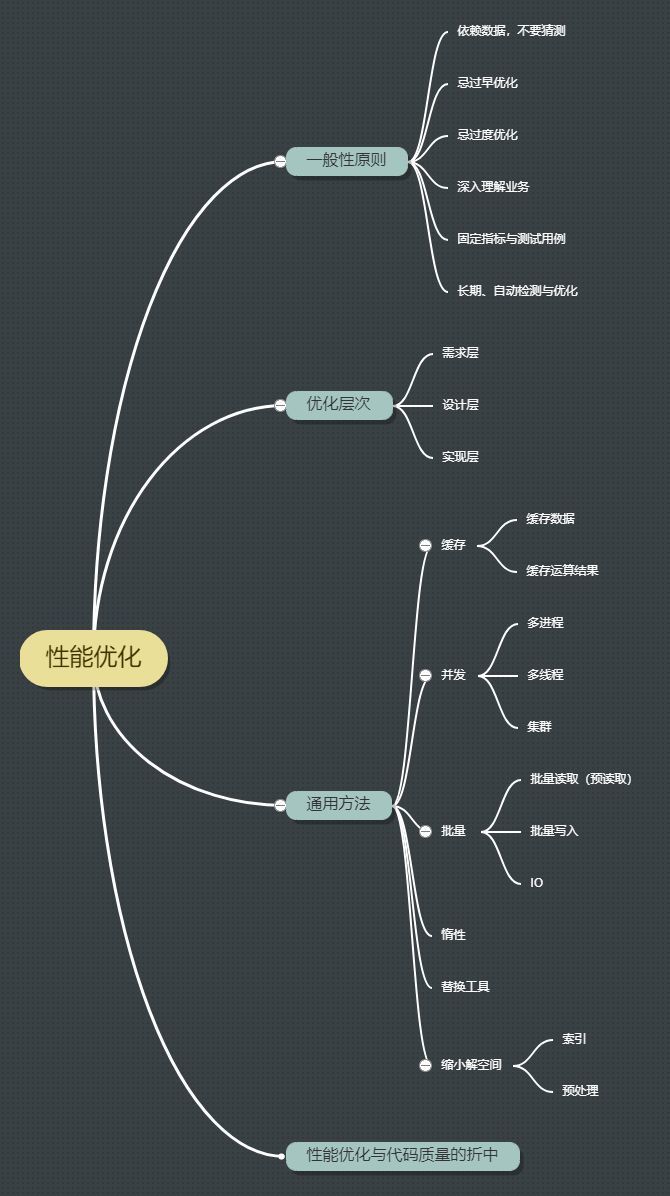 依赖数据，不要猜测
忌过早优化
忌过度优化
一般性原则
深入理解业务
固定指标与测试用例
长期、自动检测与优化
需求层
优化层次
设计层
实现层
缓存数据
缓存
缓存运算结果
多进程
性能优化
并发
多线程
集群
批量读取（预读取）
通用方法
批量
批量写入
IO
惰性
替换工具
索引
缩小解空间
预处理
性能优化与代码质量的折中